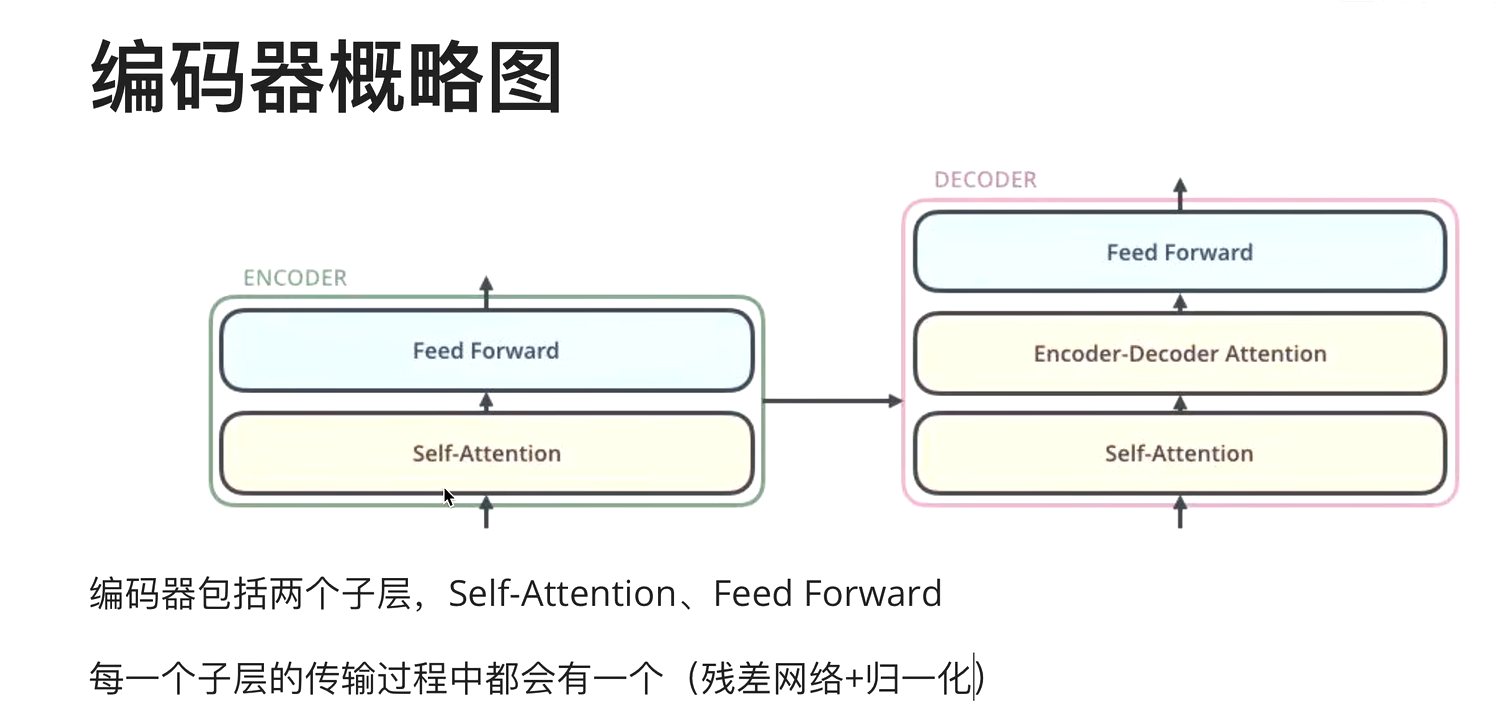 编码器概略图
DECODER
Feed Forward
ENCODER
Feed Forward
Encoder-Decoder Attention
Self-Attention
Self-Attention
编码器包括两个子层，Self-Attention、Feed Forward
每一个子层的传输过程中都会有一个（残差网络+归一化）